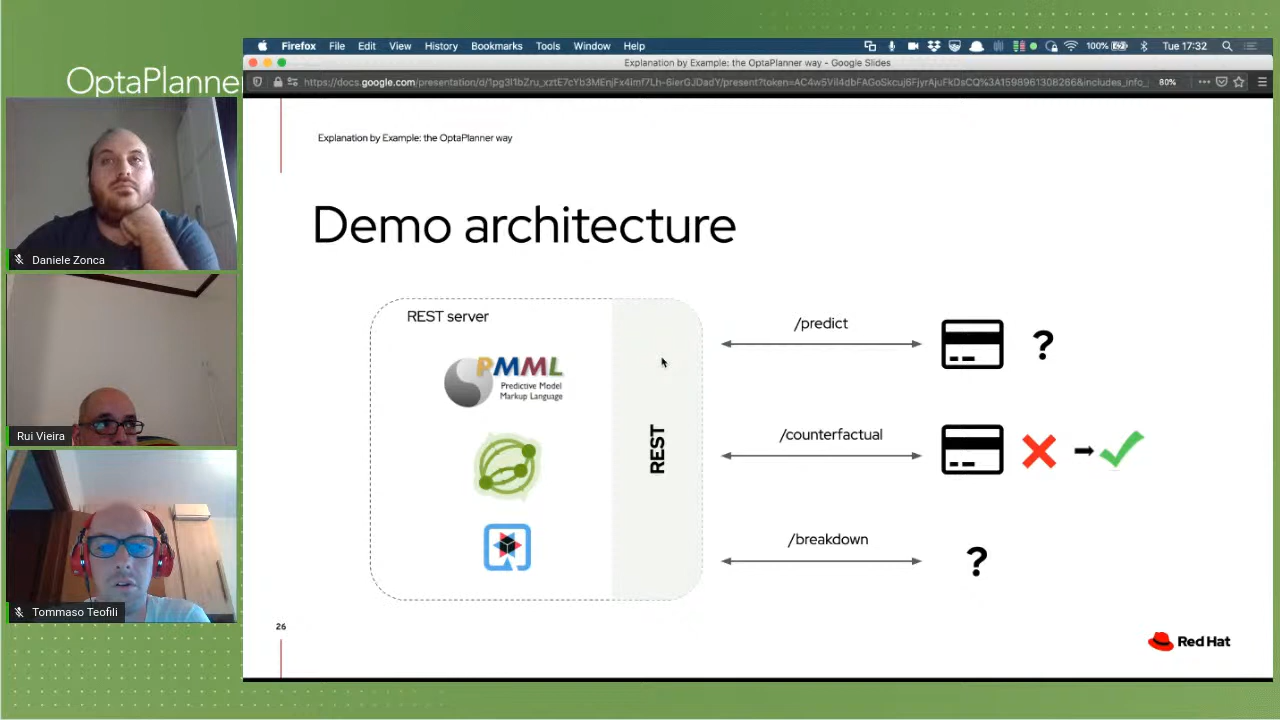 OptaPlanner
Firefox File Edit View History Bookmarks Tools Window Help
100% Tue 17:32
Explanation by Example: the OptaPlanner way - Google Slides
80%
Explanation by Example: the OptaPlanner way
Demo architecture
REST server
PMML
Predictive Model
Markup Language
REST
/predict
?
/counterfactual
/breakdown
?
26
Red Hat
Daniele Zonca
Rui Vieira
Tommaso Teofili